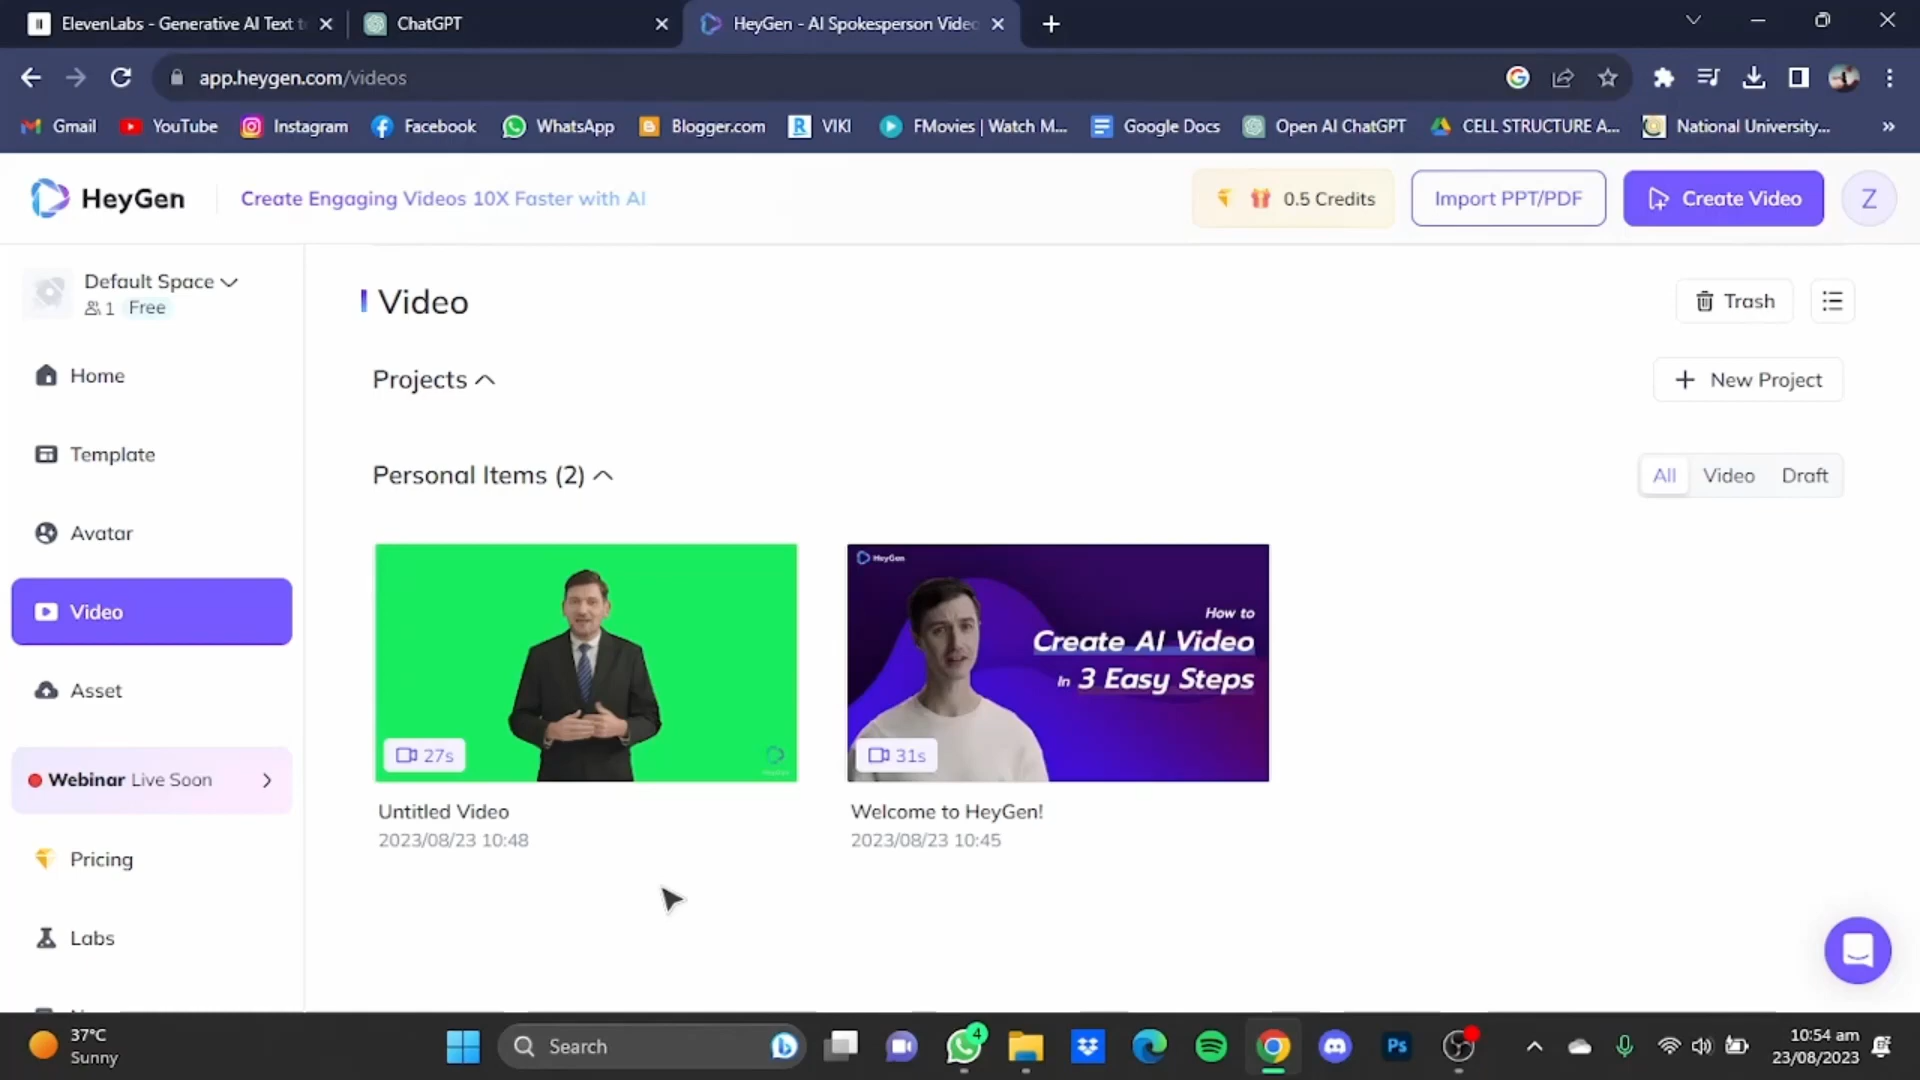 ElevenLabs - Generative AI Text t
ChatGPT
HeyGen - AI Spokesperson Video
app.heygen.com/videos
Gmail
YouTube
Instagram
Facebook
WhatsApp
Blogger.com
VIKI
FMovies | Watch M...
Google Docs
Open AI ChatGPT
CELL STRUCTURE A...
National University...
»
HeyGen
Create Engaging Videos 10X Faster with AI
0.5 Credits
Import PPT/PDF
Create Video
Z
Default Space
1 Free
Home
Template
Avatar
Video
Asset
Webinar Live Soon
Pricing
Labs
Video
Trash
Projects
+ New Project
Personal Items (2)
All
Video
Draft
27s
Untitled Video
2023/08/23 10:48
HeyGen
How to
Create AI Video
In 3 Easy Steps
31s
Welcome to HeyGen!
2023/08/23 10:45
37°C
Sunny
Search
4
Ps
10:54 am
23/08/2023